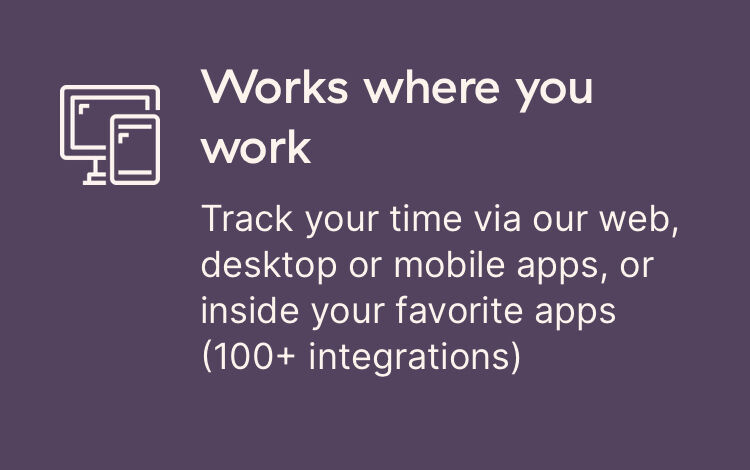 Works where you
work
Track your time via our web,
desktop or mobile apps, or
inside your favorite apps
(100+ integrations)